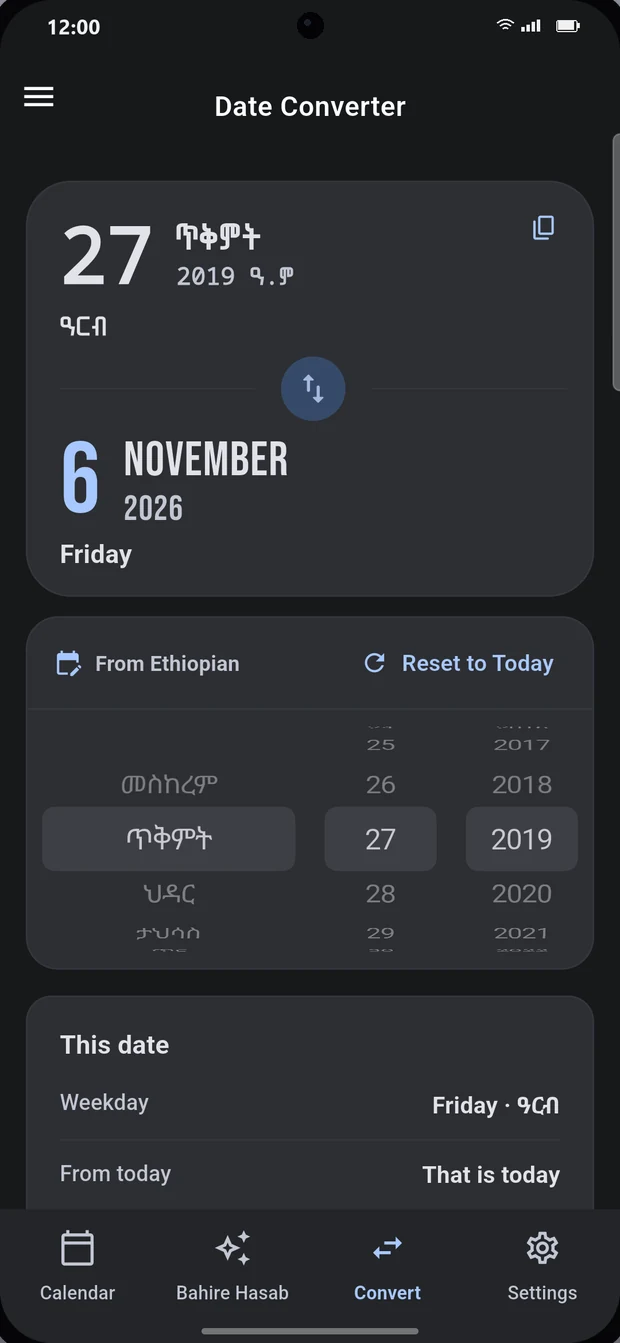 12:00
Date Converter
27 ጥቅምት
2019 ዓ.ም
ዓርብ
6 NOVEMBER
2026
Friday
From Ethiopian
Reset to Today
25 2017
መስከረም 26 2018
ጥቅምት 27 2019
ህዳር 28 2020
ታህሳስ 29 2021
This date
Weekday Friday · ዓርብ
From today That is today
Calendar Bahire Hasab Convert Settings